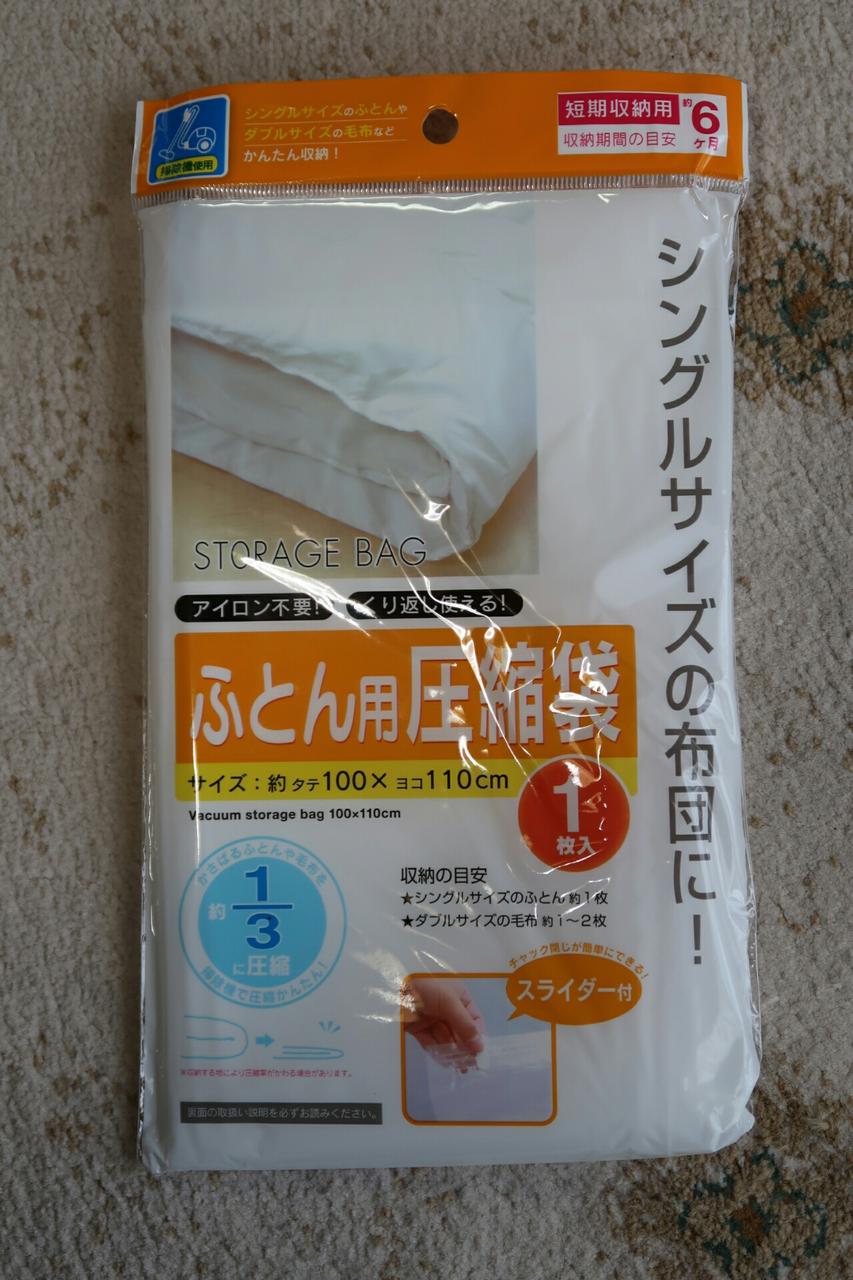 シングルサイズのふとんや
ダブルサイズの毛布など
かんたん収納！
掃除機使用
短期収納用
収納期間の目安
約6ヶ月
シングルサイズの布団に！
STORAGE BAG
アイロン不要！
くり返し使える！
ふとん用圧縮袋
サイズ：約タテ100×ヨコ110cm
Vacuum storage bag 100×110cm
1枚入
かさばるふとんや毛布を
約1/3に圧縮
掃除機で圧縮かんたん！
収納の目安
★シングルサイズのふとん 約1枚
★ダブルサイズの毛布 約1～2枚
チャック閉じが簡単にできる！
スライダー付
※収納する地により圧縮率がかわる場合があります。
裏面の取扱い説明を必ずお読みください。